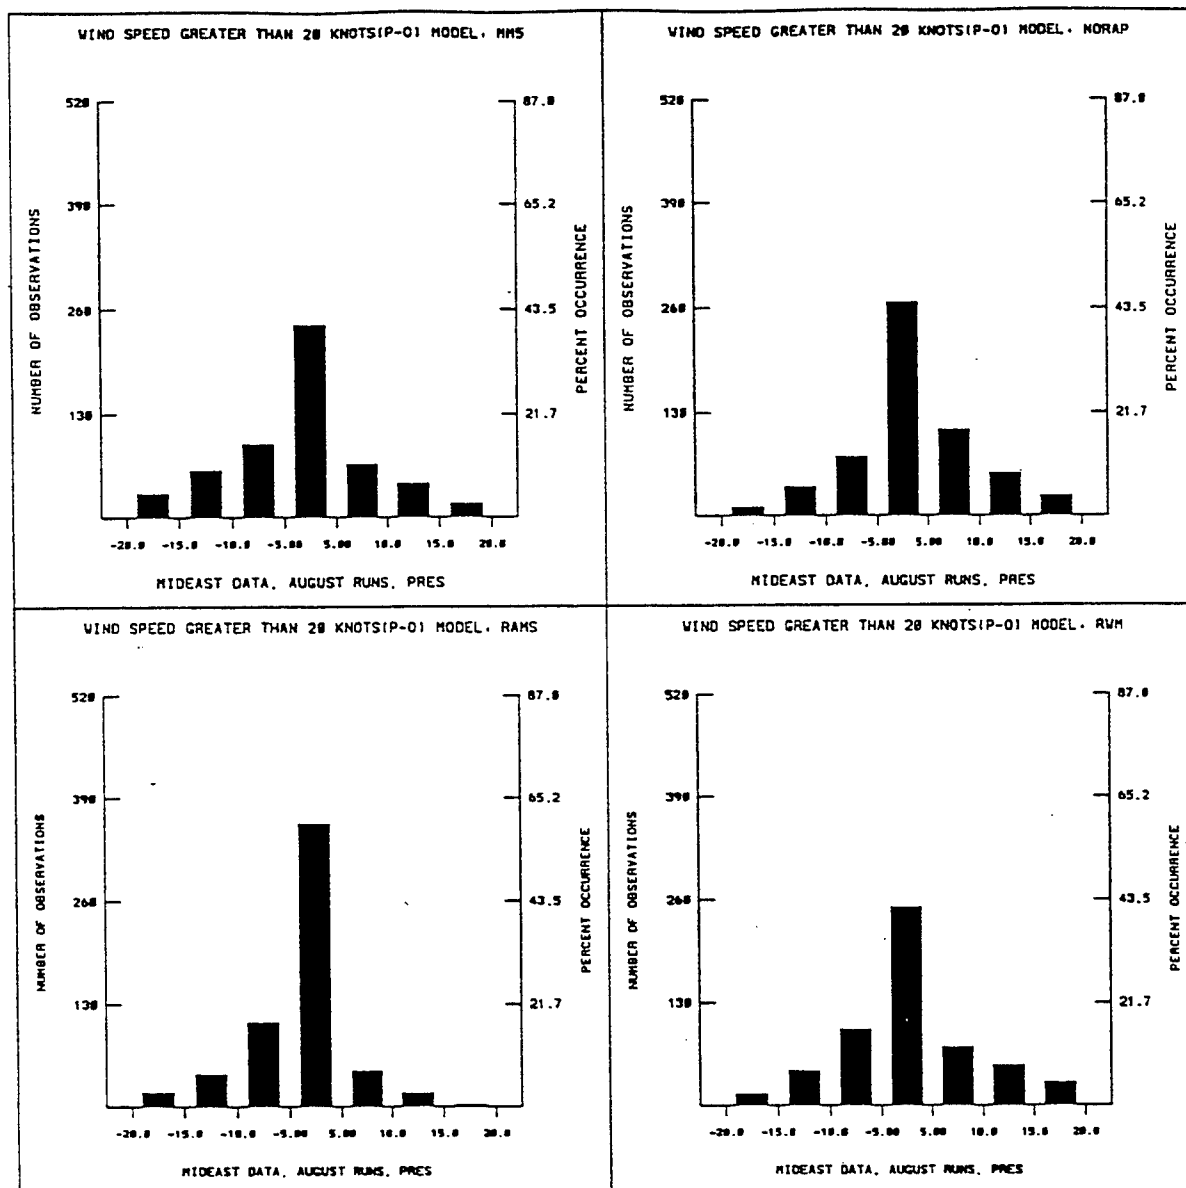 WIND SPEED GREATER THAN 20 KNOTS(P-O) MODEL, MM5
520
390
260
130
87.0
65.2
43.5
21.7
NUMBER OF OBSERVATIONS
PERCENT OCCURRENCE
-20.0 -15.0 -10.0 -5.00 5.00 10.0 15.0 20.0
MIDEAST DATA, AUGUST RUNS, PRES
WIND SPEED GREATER THAN 20 KNOTS(P-O) MODEL, NORAP
520
390
260
130
87.0
65.2
43.5
21.7
NUMBER OF OBSERVATIONS
PERCENT OCCURRENCE
-20.0 -15.0 -10.0 -5.00 5.00 10.0 15.0 20.0
MIDEAST DATA, AUGUST RUNS, PRES
WIND SPEED GREATER THAN 20 KNOTS(P-O) MODEL, RAMS
520
390
260
130
87.0
65.2
43.5
21.7
NUMBER OF OBSERVATIONS
PERCENT OCCURRENCE
-20.0 -15.0 -10.0 -5.00 5.00 10.0 15.0 20.0
MIDEAST DATA, AUGUST RUNS, PRES
WIND SPEED GREATER THAN 20 KNOTS(P-O) MODEL, RWM
520
390
260
130
87.0
65.2
43.5
21.7
NUMBER OF OBSERVATIONS
PERCENT OCCURRENCE
-20.0 -15.0 -10.0 -5.00 5.00 10.0 15.0 20.0
MIDEAST DATA, AUGUST RUNS, PRES